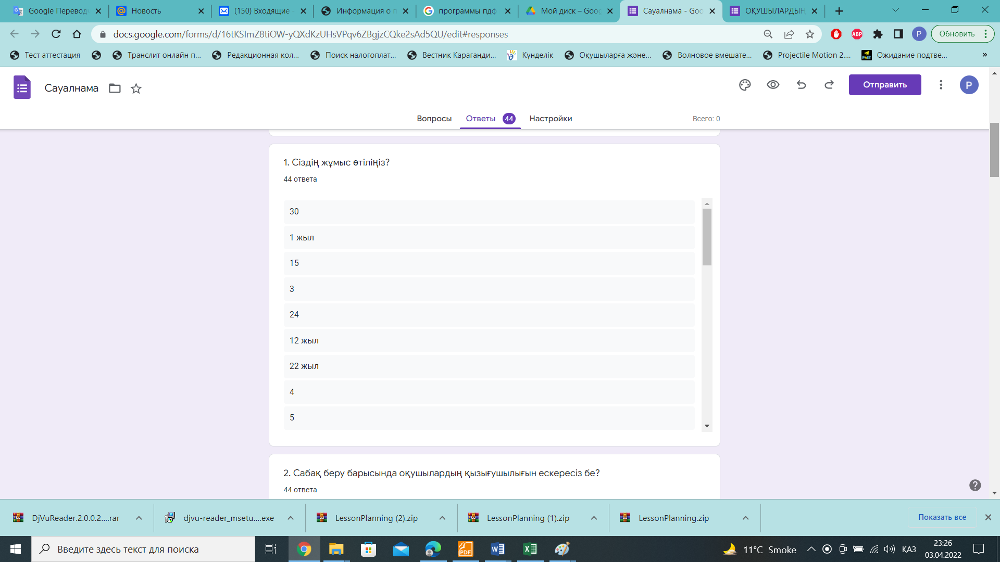 Google Переводч
Новость
(150) Входящие -
Информация о п
программы пдф
Мой диск – Goog
Сауалнама - Goo
ОҚУШЫЛАРДЫҢ
docs.google.com/forms/d/16tKSImZ8tiOW-yQXdKzUHsVPqv6ZBgjzCQke2sAd5QU/edit#responses
ABP
P
Обновить
Тест аттестация
Транслит онлайн п...
Редакционная кол...
Поиск налогоплат...
Вестник Караганди...
Күнделік
Оқушыларға және...
Волновое вмешате...
Projectile Motion 2....
PhET
Ожидание подтве...
»
Сауалнама
Отправить
P
Вопросы
Ответы 44
Настройки
Всего: 0
1. Сіздің жұмыс өтіліңіз?
44 ответа
30
1 жыл
15
3
24
12 жыл
22 жыл
4
5
2. Сабақ беру барысында оқушылардың қызығушылығын ескересіз бе?
44 ответа
DjVuReader.2.0.0.2....rar
djvu-reader_msetu....exe
LessonPlanning (2).zip
LessonPlanning (1).zip
LessonPlanning.zip
Показать все
Введите здесь текст для поиска
PDF
11°C Smoke
ҚАЗ
23:26
03.04.2022